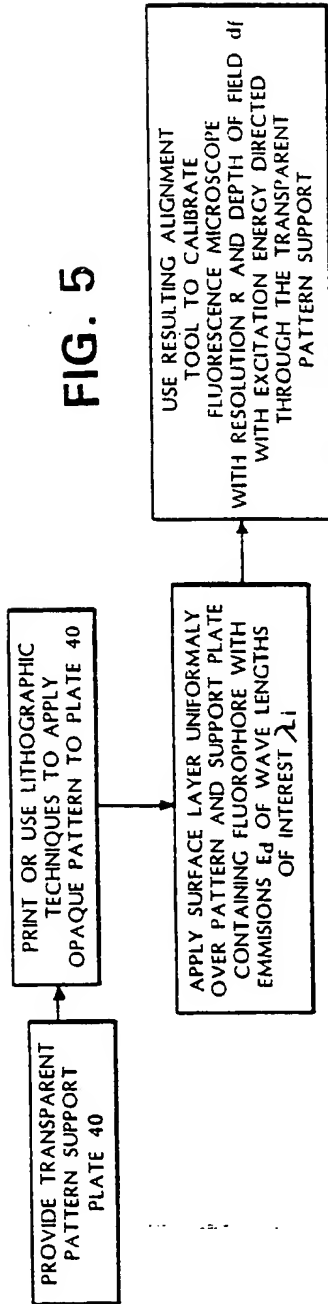 FIG. 5
PROVIDE TRANSPARENT
PATTERN SUPPORT
PLATE 40
PRINT OR USE LITHOGRAPHIC
TECHNIQUES TO APPLY
OPAQUE PATTERN TO PLATE 40
APPLY SURFACE LAYER UNIFORMALY
OVER PATTERN AND SUPPORT PLATE
CONTAINING FLUOROPHORE WITH
EMMISIONS Ed OF WAVE LENGTHS
OF INTEREST λi
USE RESULTING ALIGNMENT
TOOL TO CALIBRATE
FLUORESCENCE MICROSCOPE
WITH RESOLUTION R AND DEPTH OF FIELD df
WITH EXCITATION ENERGY DIRECTED
THROUGH THE TRANSPARENT
PATTERN SUPPORT